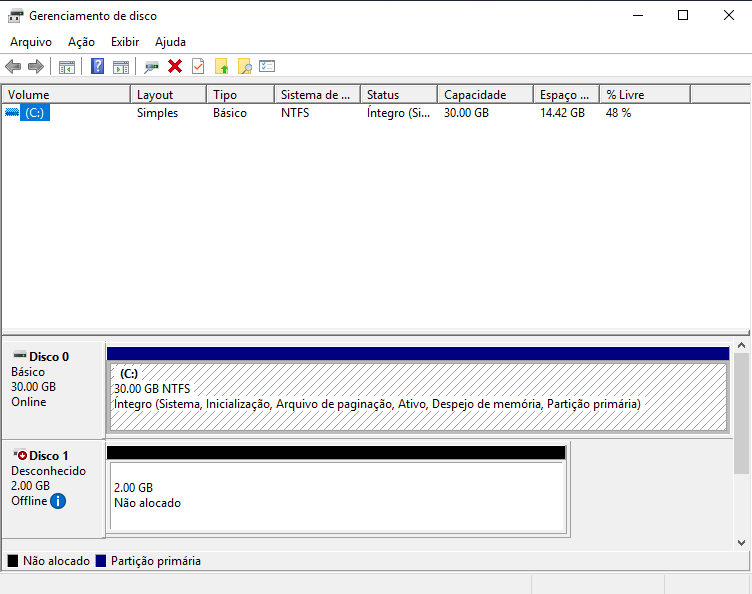 Gerenciamento de disco
Arquivo Ação Exibir Ajuda
Volume Layout Tipo Sistema de ... Status Capacidade Espaço ... % Livre
(C:) Simples Básico NTFS Íntegro (Si... 30.00 GB 14.42 GB 48 %
Disco 0
Básico
30.00 GB
Online
(C:)
30.00 GB NTFS
Íntegro (Sistema, Inicialização, Arquivo de paginação, Ativo, Despejo de memória, Partição primária)
Disco 1
Desconhecido
2.00 GB
Offline
2.00 GB
Não alocado
Não alocado Partição primária